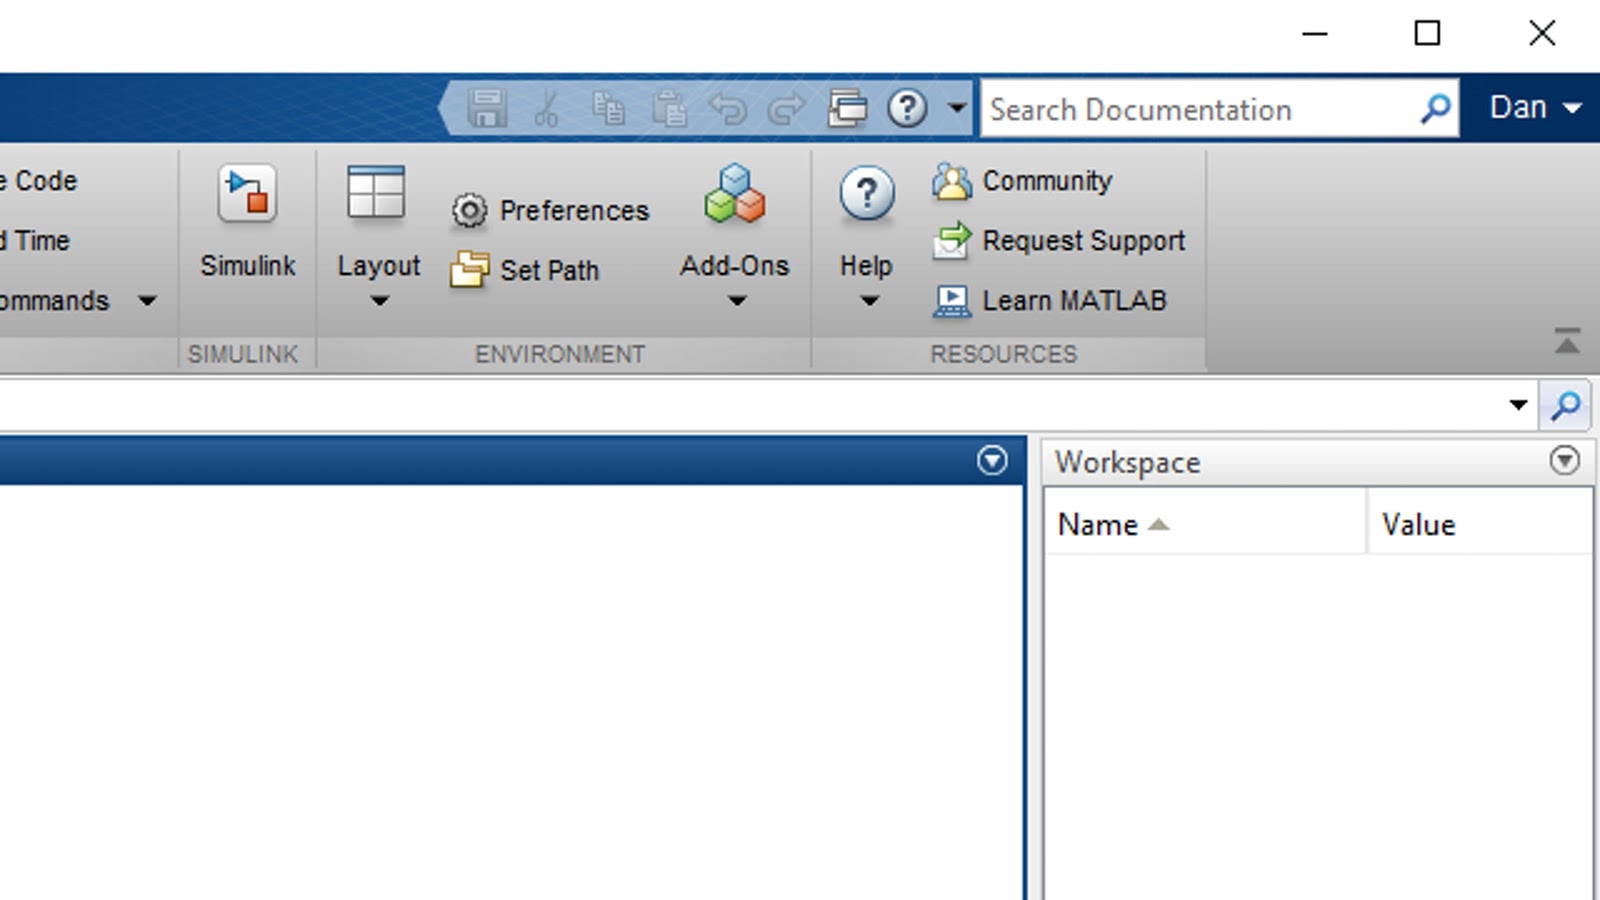 Search Documentation
Dan
e Code
d Time
ommands
Simulink
Layout
Preferences
Set Path
Add-Ons
Help
Community
Request Support
Learn MATLAB
SIMULINK
ENVIRONMENT
RESOURCES
Workspace
Name
Value